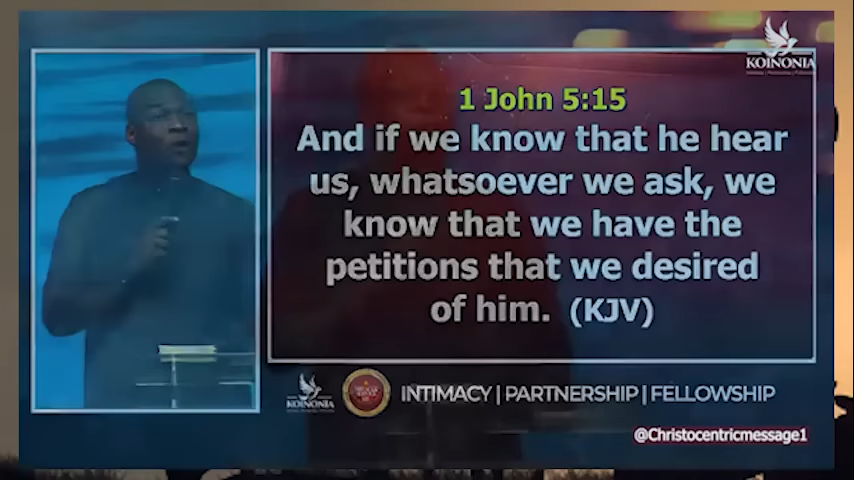 KOINONIA
1 John 5:15
And if we know that he hear
us, whatsoever we ask, we
know that we have the
petitions that we desired
of him. (KJV)
KOINONIA
INTIMACY | PARTNERSHIP | FELLOWSHIP
@Christocentricmessage1